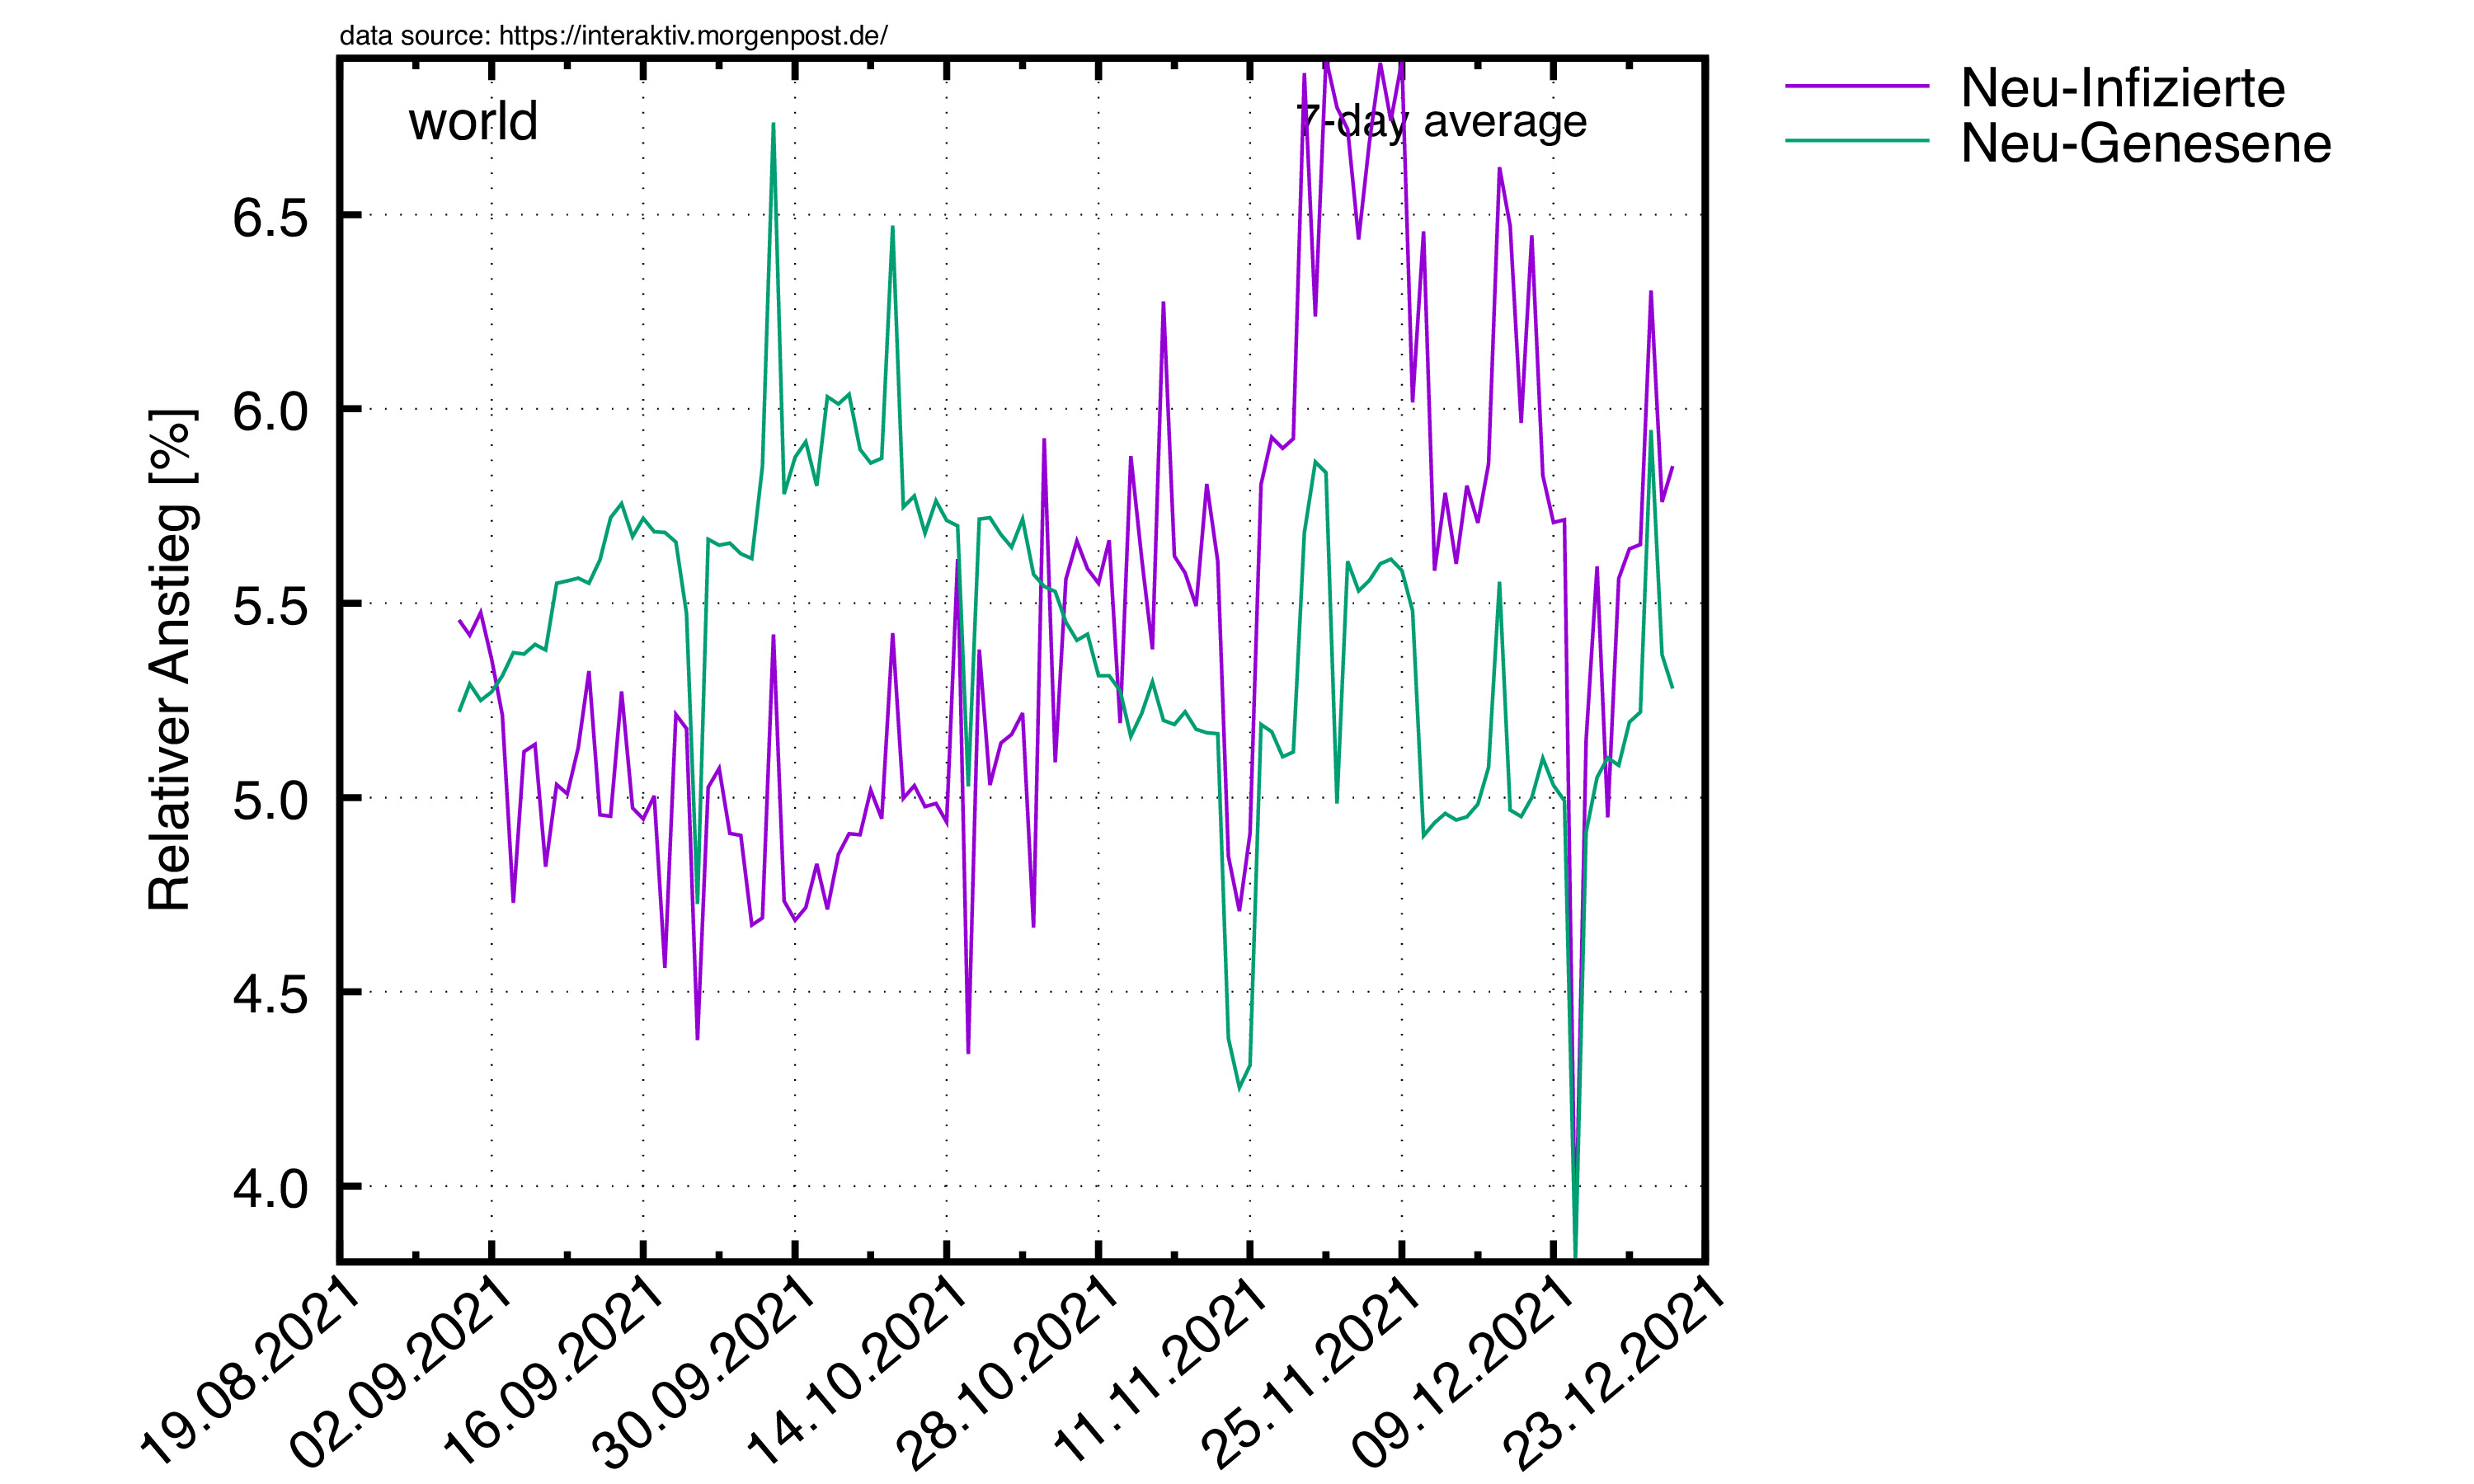 data source: https://interaktiv.morgenpost.de/
world
7-day average
Neu-Infizierte
Neu-Genesene
Relativer Anstieg [%]
6.5
6.0
5.5
5.0
4.5
4.0
19.08.2021
02.09.2021
16.09.2021
30.09.2021
14.10.2021
28.10.2021
11.11.2021
25.11.2021
09.12.2021
23.12.2021